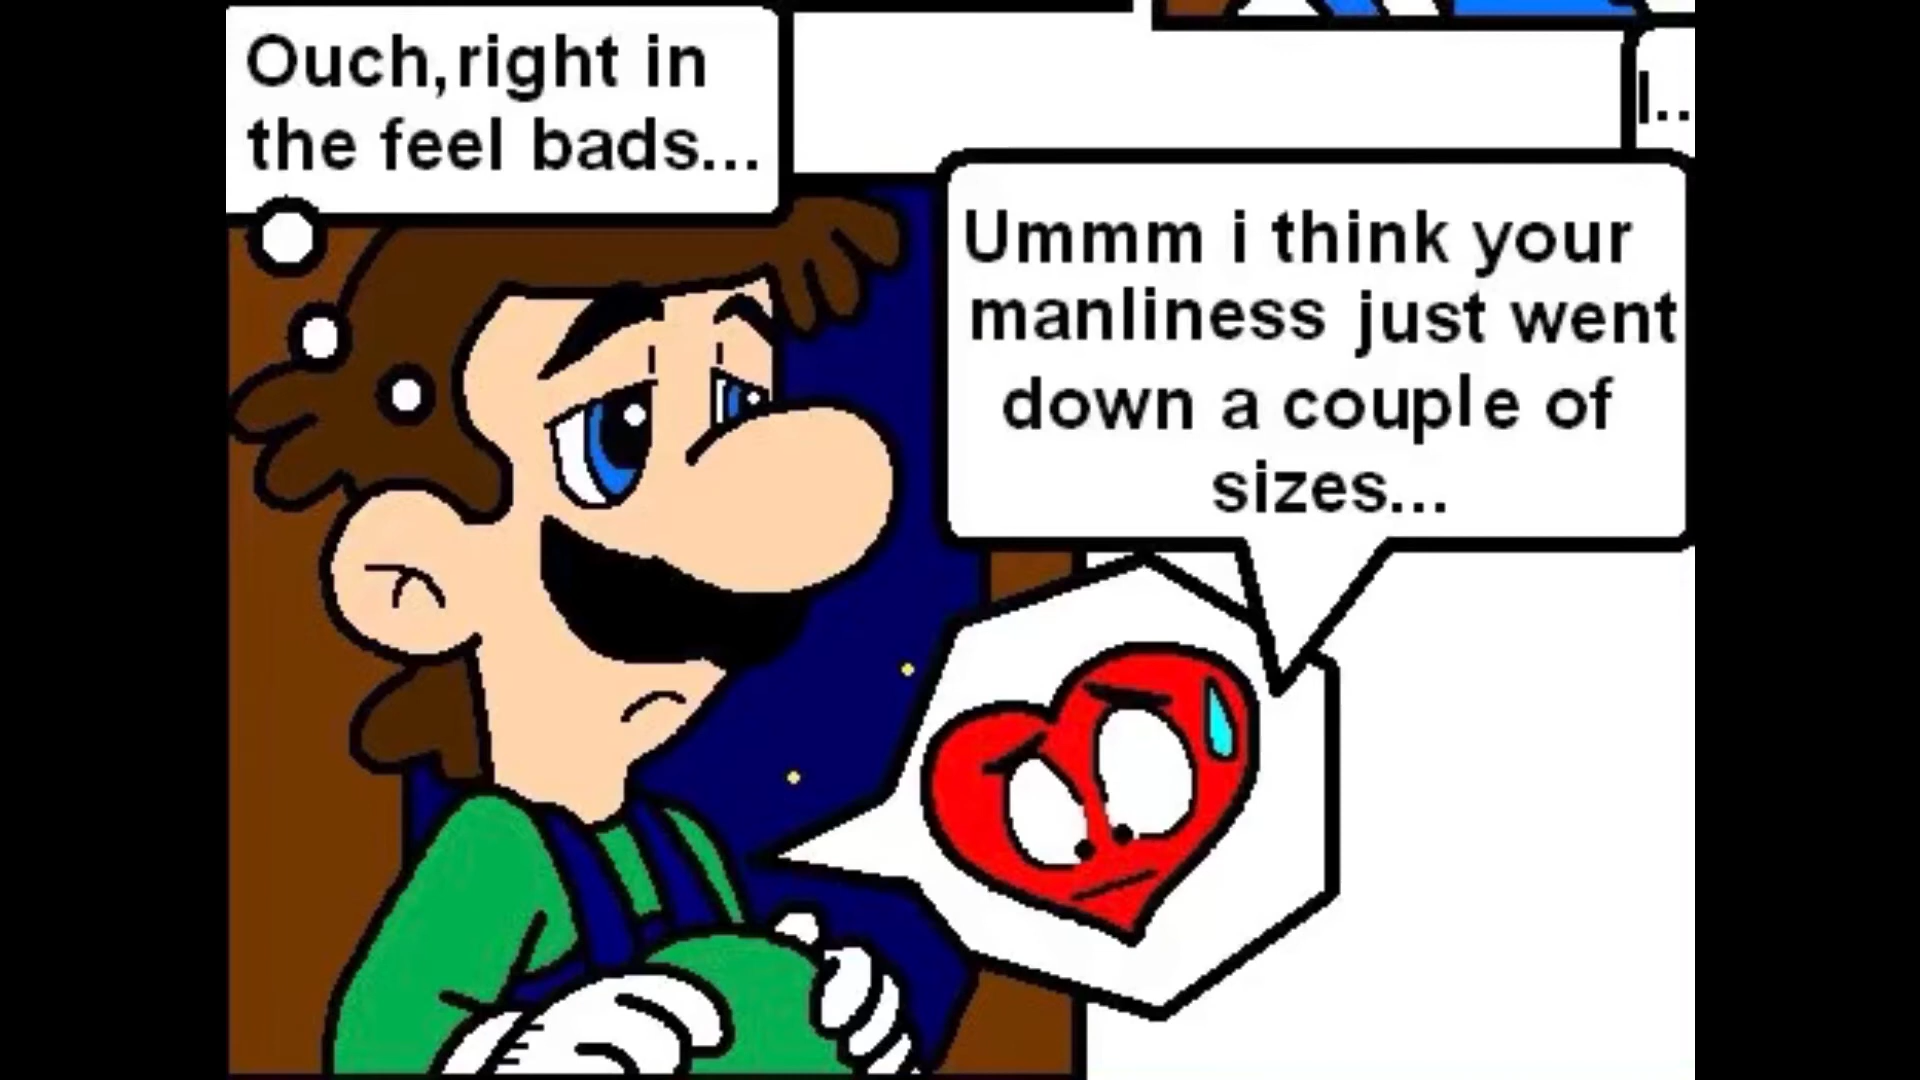 Ouch,right in
the feel bads...
I..
Ummm i think your
manliness just went
down a couple of
sizes...